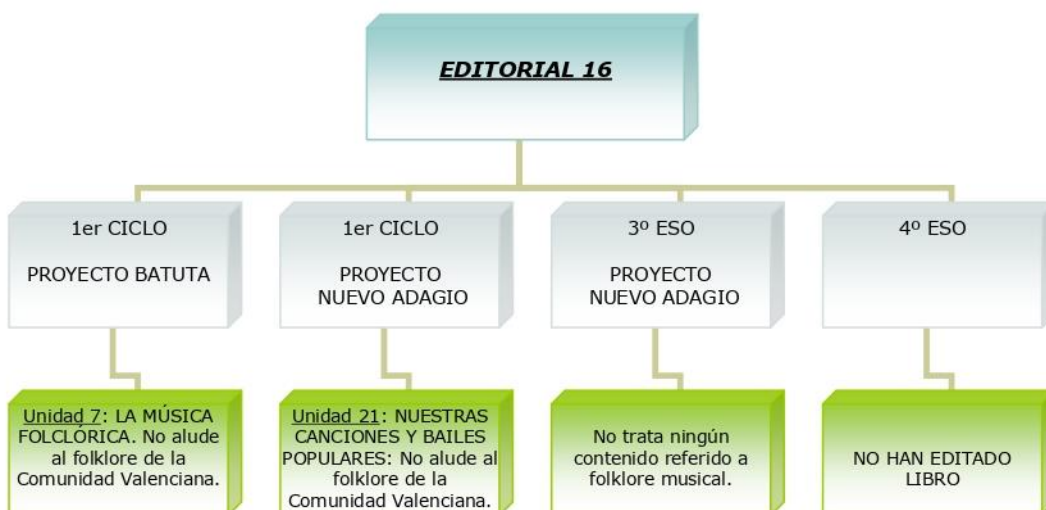 EDITORIAL 16
1er CICLO
PROYECTO BATUTA
1er CICLO
PROYECTO
NUEVO ADAGIO
3º ESO
PROYECTO
NUEVO ADAGIO
4º ESO
Unidad 7: LA MÚSICA
FOLCLÓRICA. No alude
al folklore de la
Comunidad Valenciana.
Unidad 21: NUESTRAS
CANCIONES Y BAILES
POPULARES: No alude al
folklore de la
Comunidad Valenciana.
No trata ningún
contenido referido a
folklore musical.
NO HAN EDITADO
LIBRO